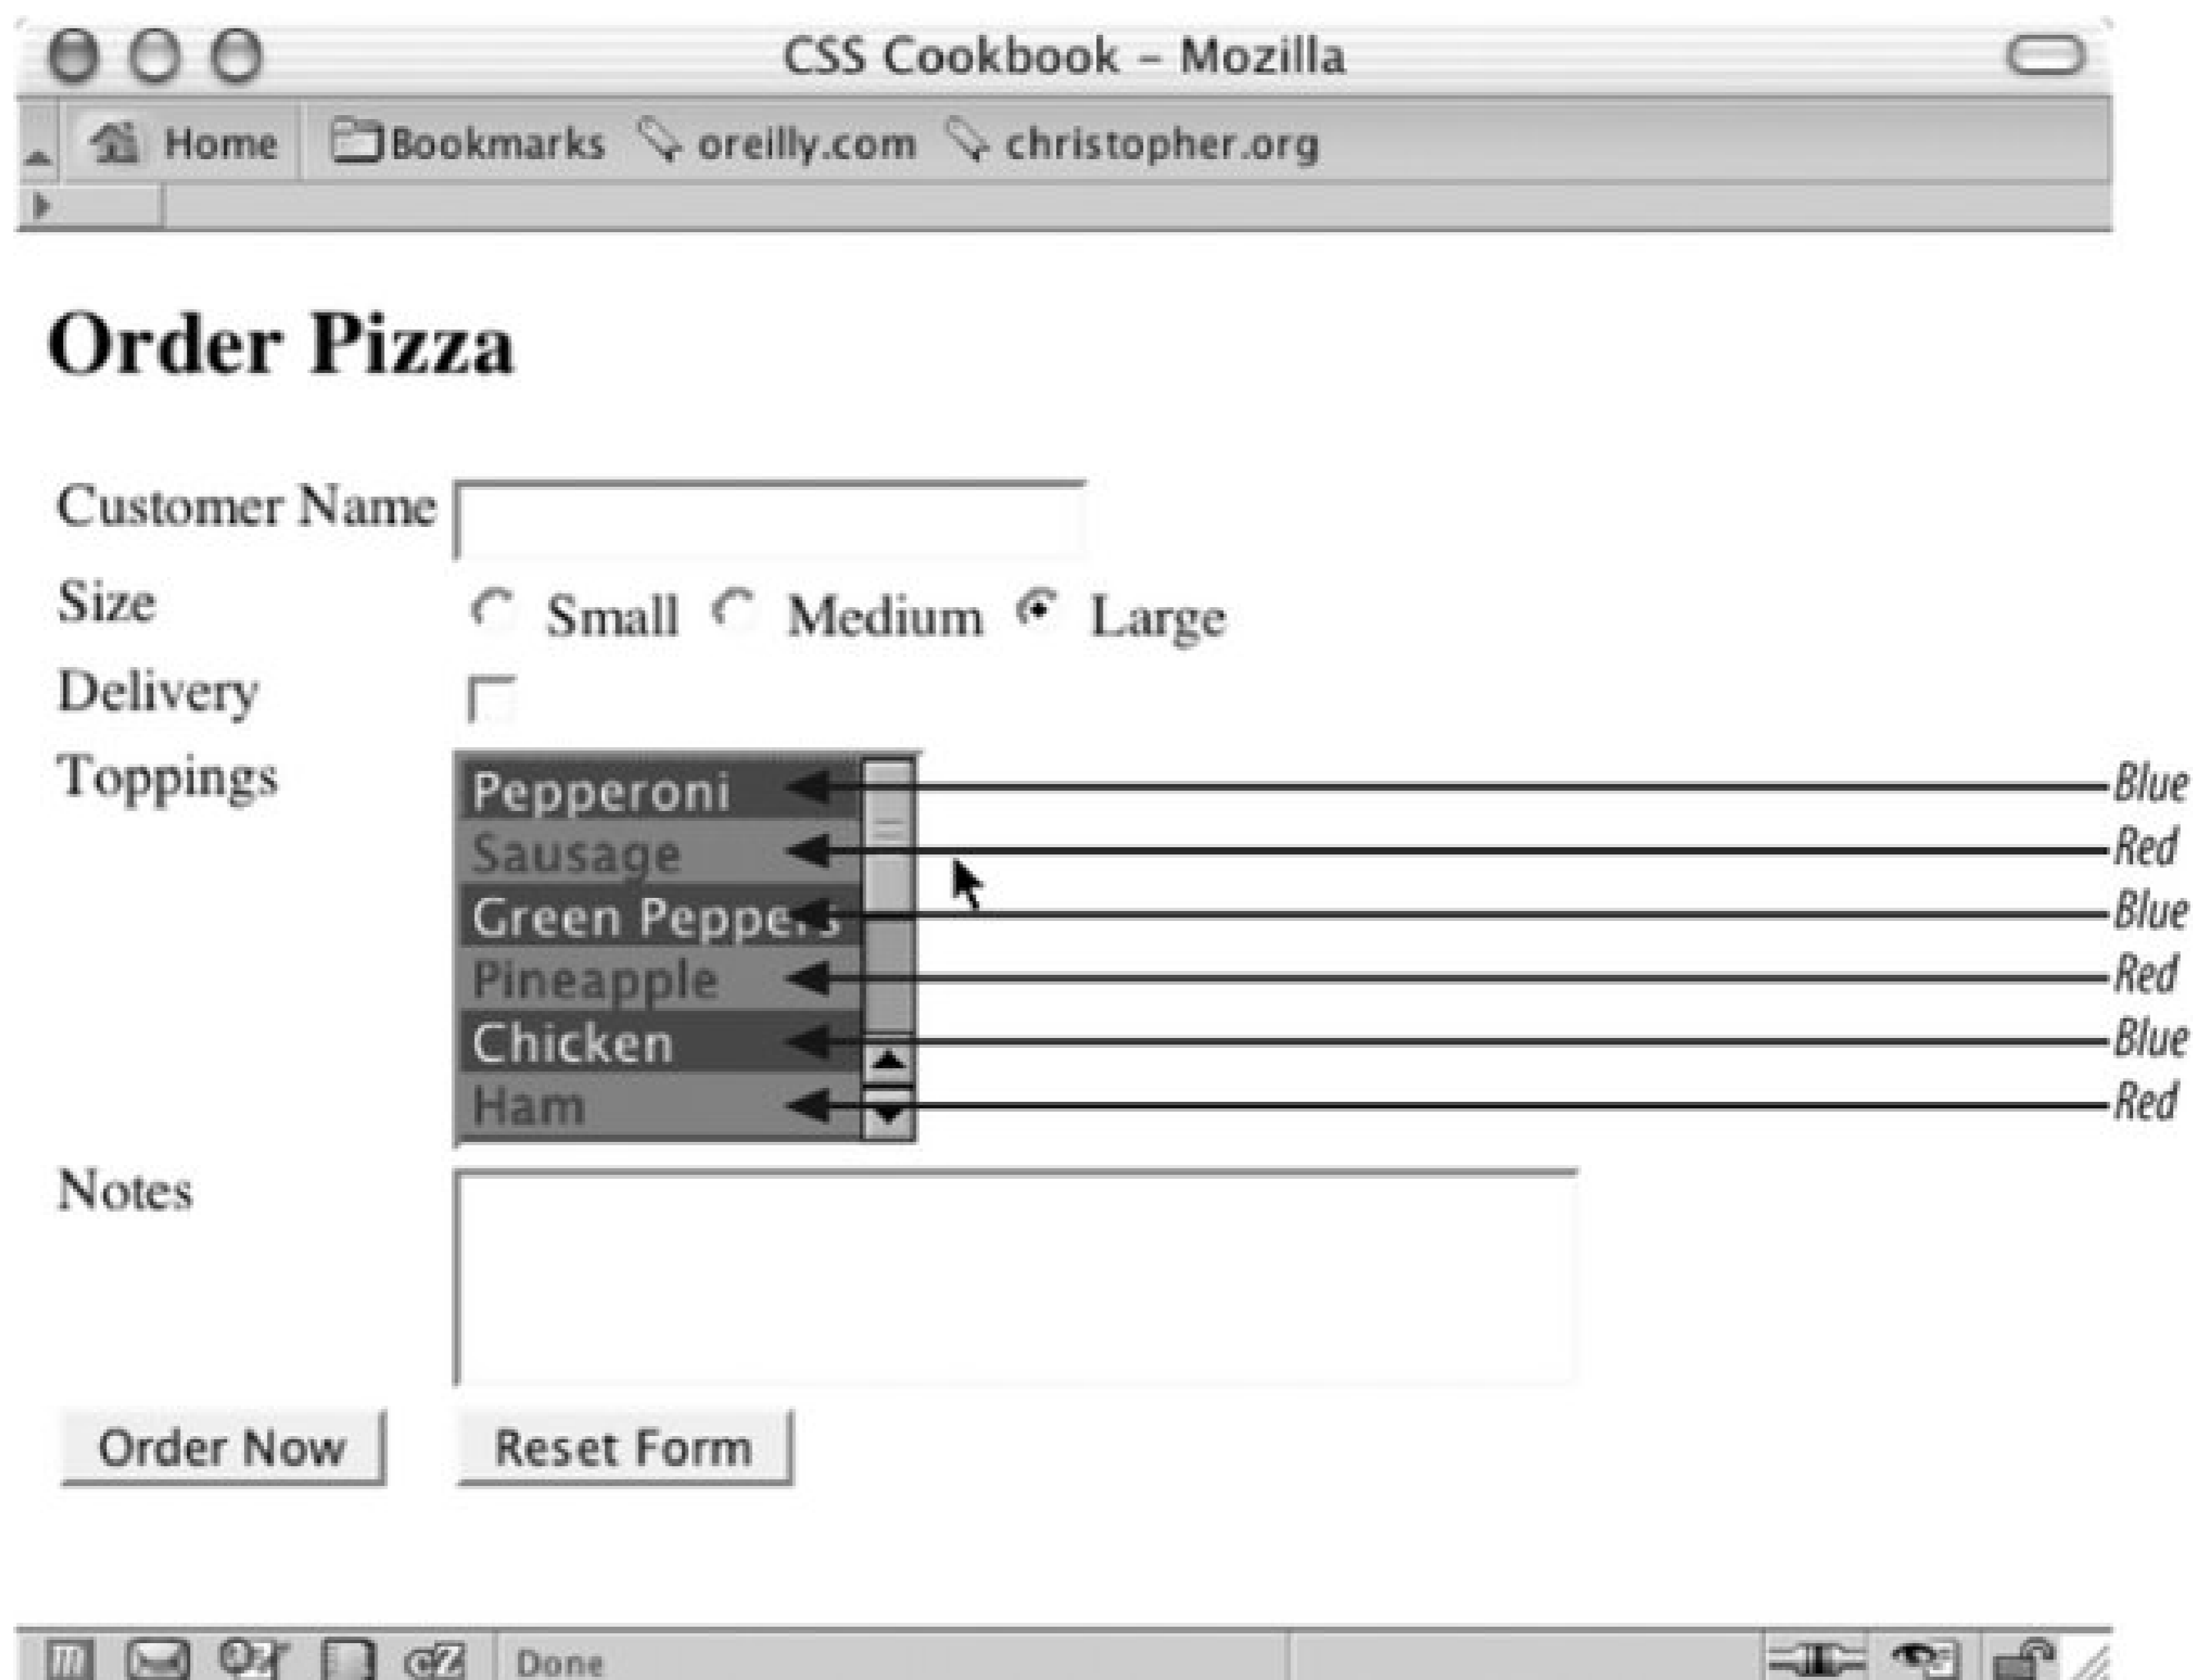 CSS Cookbook – Mozilla
Home Bookmarks oreilly.com christopher.org
Order Pizza
Customer Name
Size Small Medium Large
Delivery
Toppings Pepperoni Blue
Sausage Red
Green Peppers Blue
Pineapple Red
Chicken Blue
Ham Red
Notes
Order Now Reset Form
m cZ Done